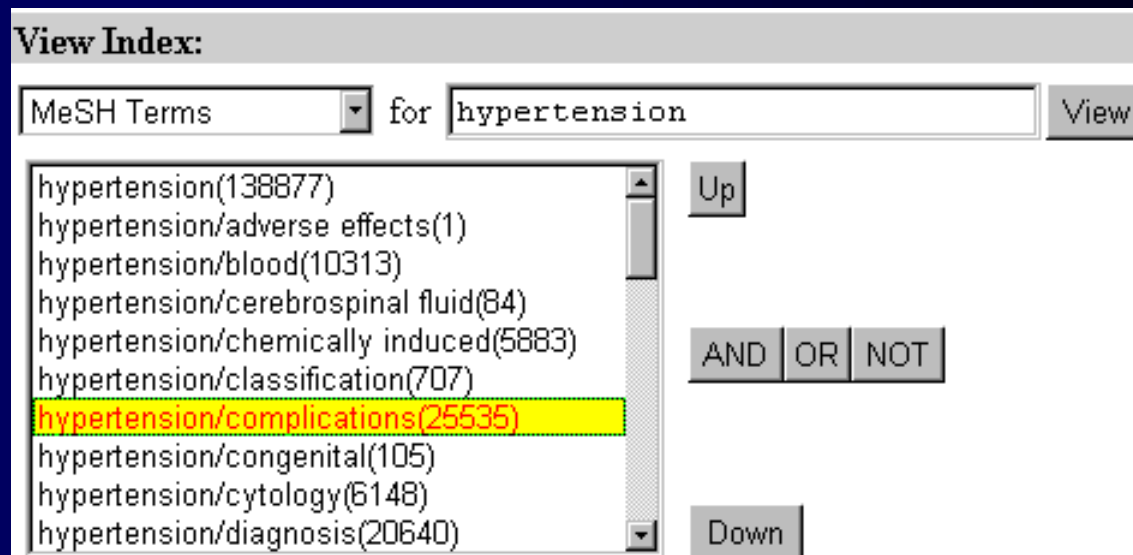 View Index:
MeSH Terms for hypertension View
hypertension(138877)
hypertension/adverse effects(1)
hypertension/blood(10313)
hypertension/cerebrospinal fluid(84)
hypertension/chemically induced(5883)
hypertension/classification(707)
hypertension/complications(25535)
hypertension/congenital(105)
hypertension/cytology(6148)
hypertension/diagnosis(20640)
Up
AND OR NOT
Down